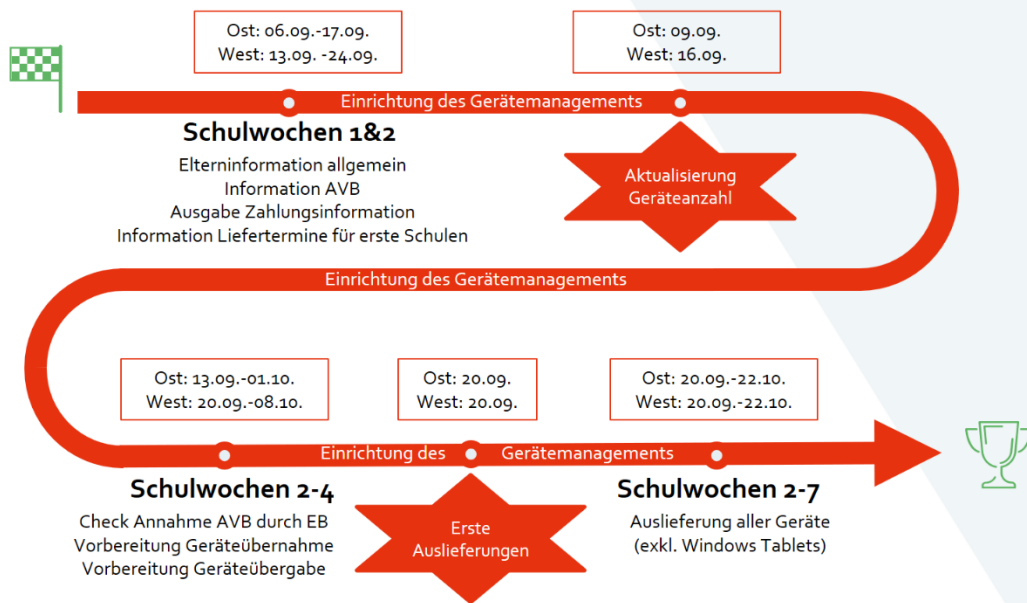 Ost: 06.09.-17.09.
West: 13.09. -24.09.
Ost: 09.09.
West: 16.09.
Einrichtung des Gerätemanagements
Schulwochen 1&2
Elterninformation allgemein
Information AVB
Ausgabe Zahlungsinformation
Information Liefertermine für erste Schulen
Aktualisierung
Geräteanzahl
Einrichtung des Gerätemanagements
Ost: 13.09.-01.10.
West: 20.09.-08.10.
Ost: 20.09.
West: 20.09.
Ost: 20.09.-22.10.
West: 20.09.-22.10.
Einrichtung des Gerätemanagements
Schulwochen 2-4
Check Annahme AVB durch EB
Vorbereitung Geräteübernahme
Vorbereitung Geräteübergabe
Erste
Auslieferungen
Schulwochen 2-7
Auslieferung aller Geräte
(exkl. Windows Tablets)